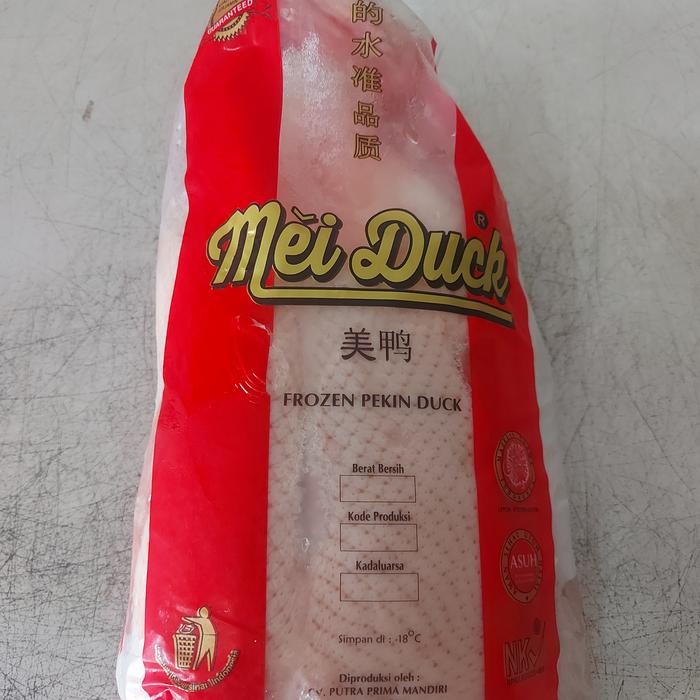 GUARANTEED
的水准品质
Mèi Duck®
美鸭
FROZEN PEKIN DUCK
Berat Bersih
Kode Produksi
Kadaluarsa
Simpan di : -18°C
Diproduksi oleh :
CV. PUTRA PRIMA MANDIRI
ASUH
NKV